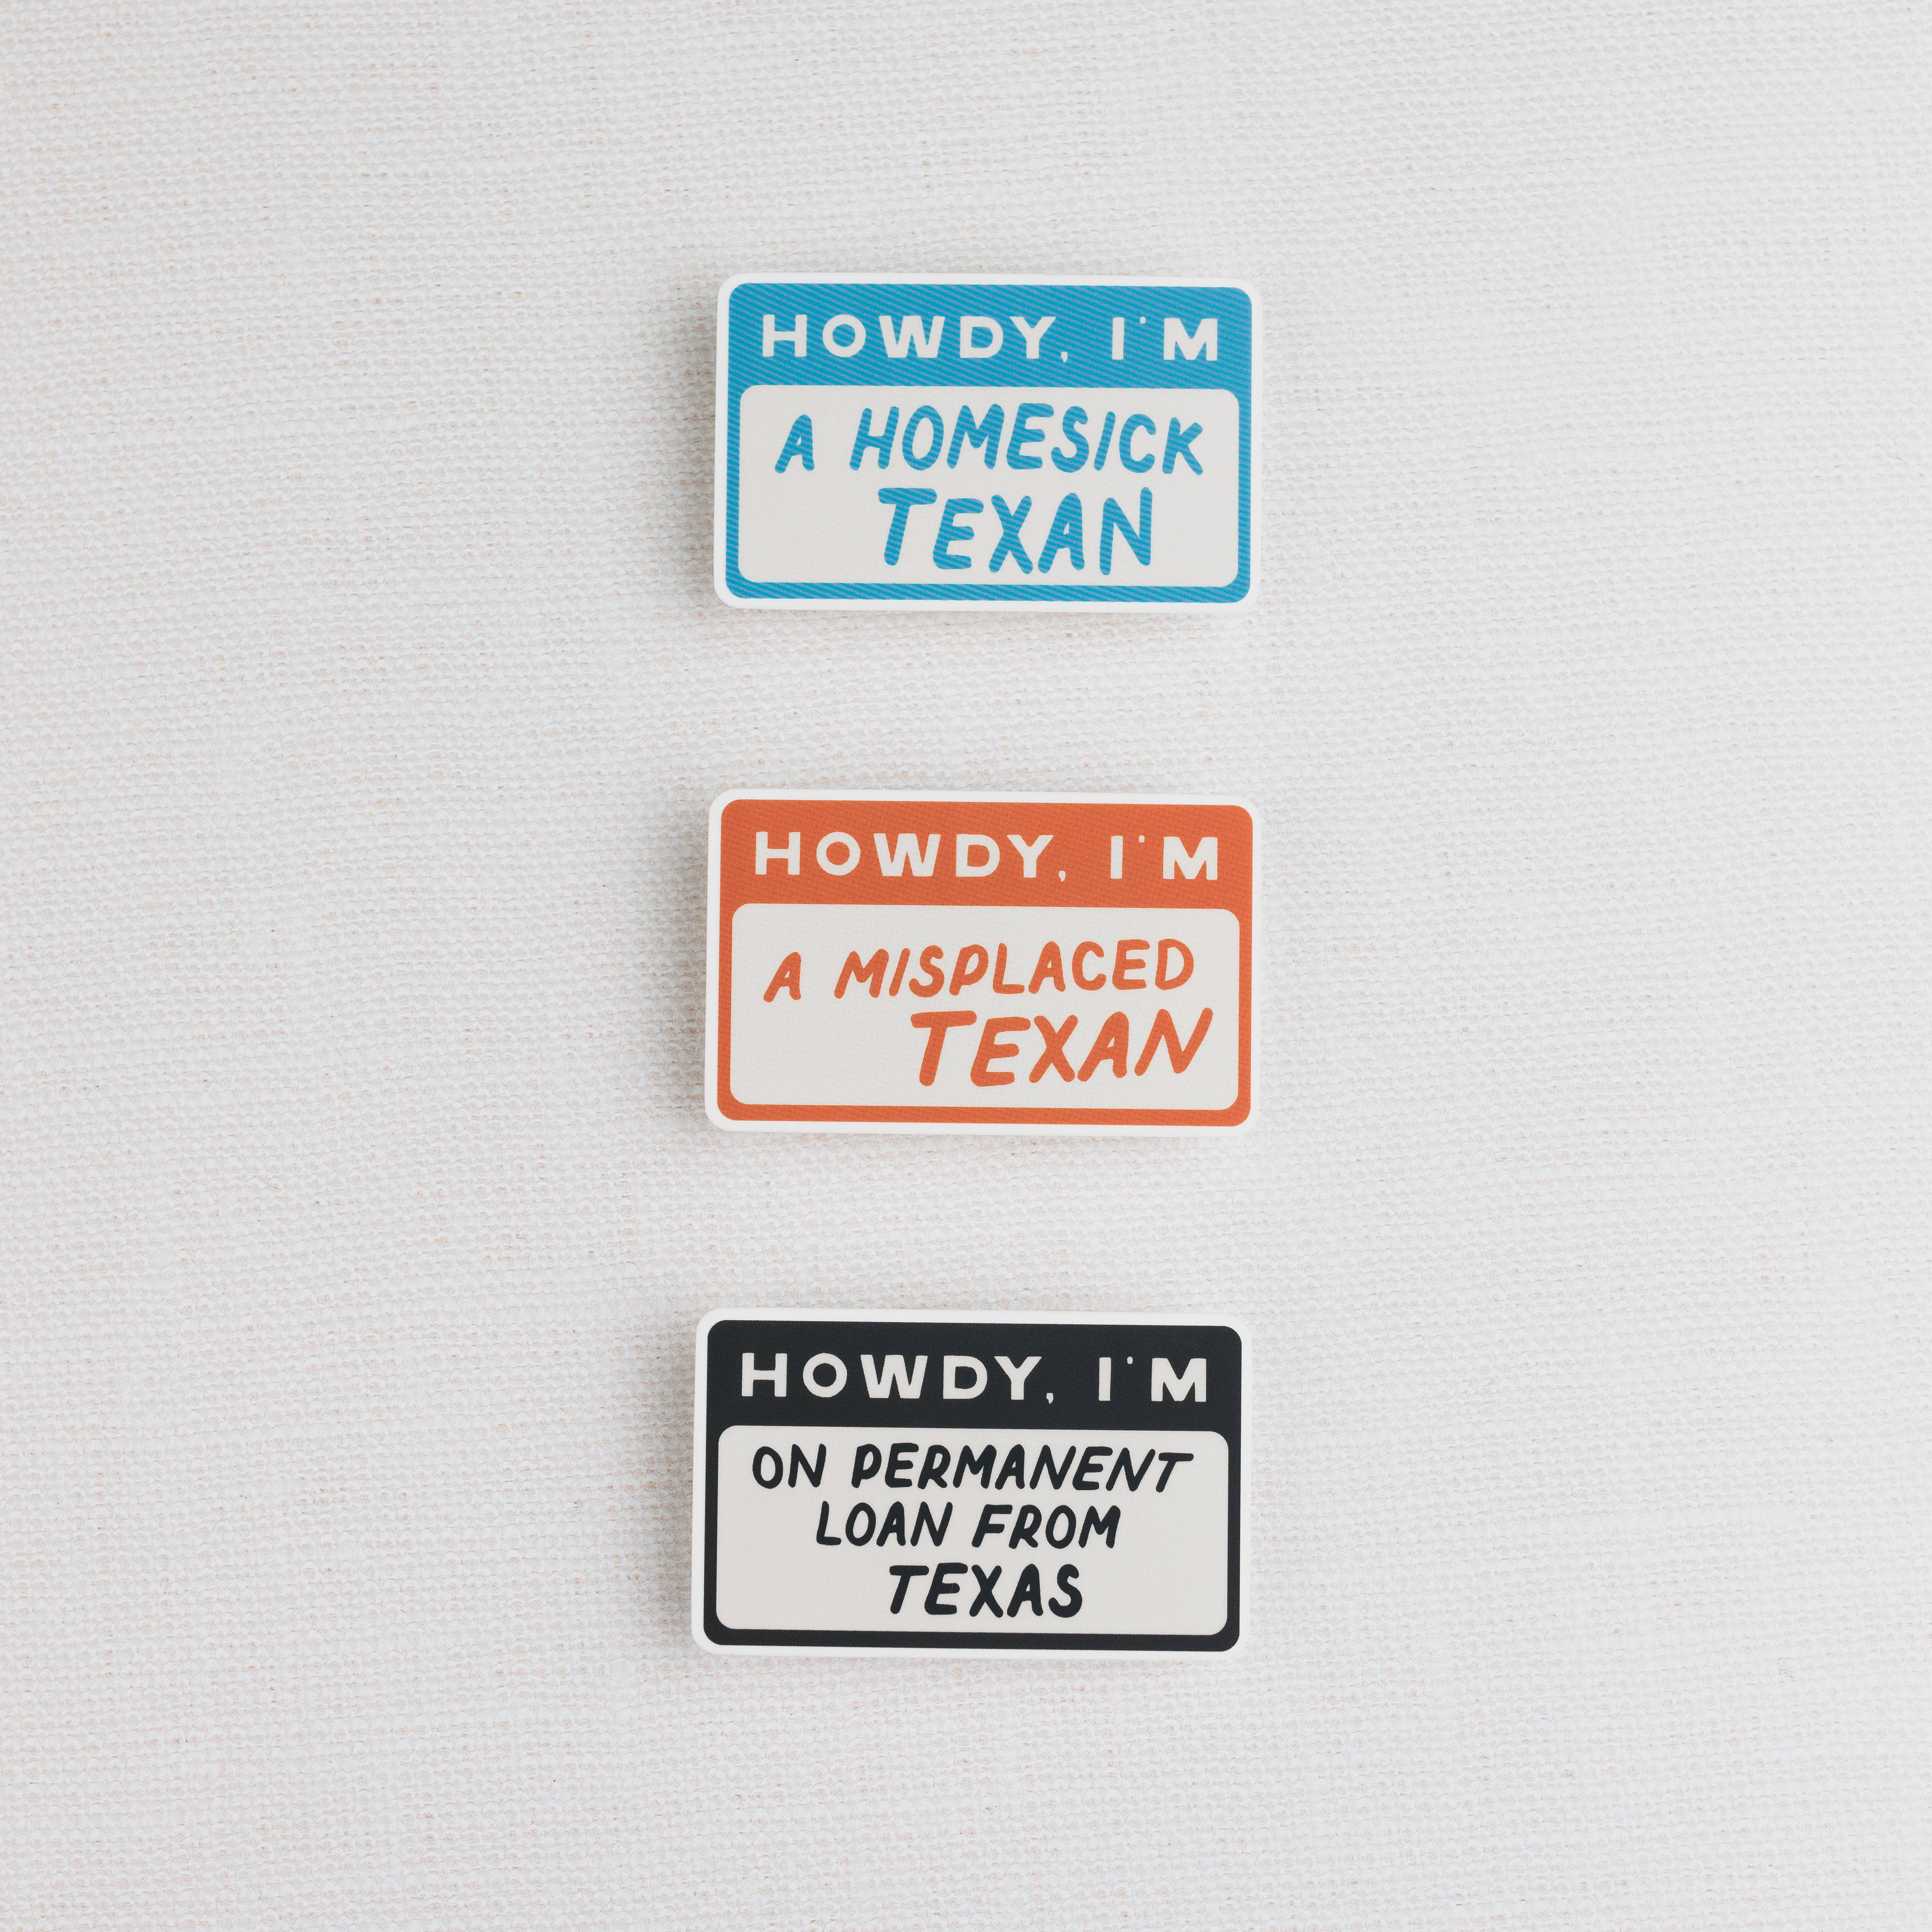 HOWDY, I'M
A HOMESICK
TEXAN
HOWDY, I'M
A MISPLACED
TEXAN
HOWDY, I'M
ON PERMANENT
LOAN FROM
TEXAS